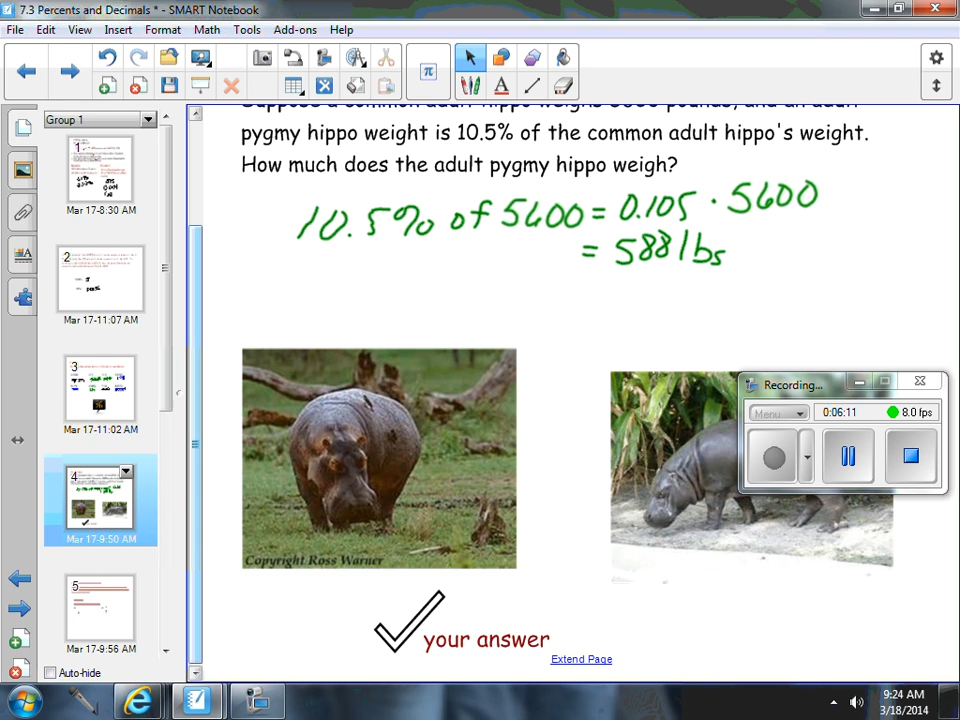 7.3 Percents and Decimals * - SMART Notebook
File Edit View Insert Format Math Tools Add-ons Help
Group 1
1
Mar 17-8:30 AM
2
Mar 17-11:07 AM
3
Mar 17-11:02 AM
4
Mar 17-9:50 AM
5
Mar 17-9:56 AM
Auto-hide
pygmy hippo weight is 10.5% of the common adult hippo's weight.
How much does the adult pygmy hippo weigh?
10.5% of 5600 = 0.105 · 5600
= 588 lbs
Copyright Ross Warner
your answer
Extend Page
Recording...
Menu
0:06:11
8.0 fps
9:24 AM
3/18/2014